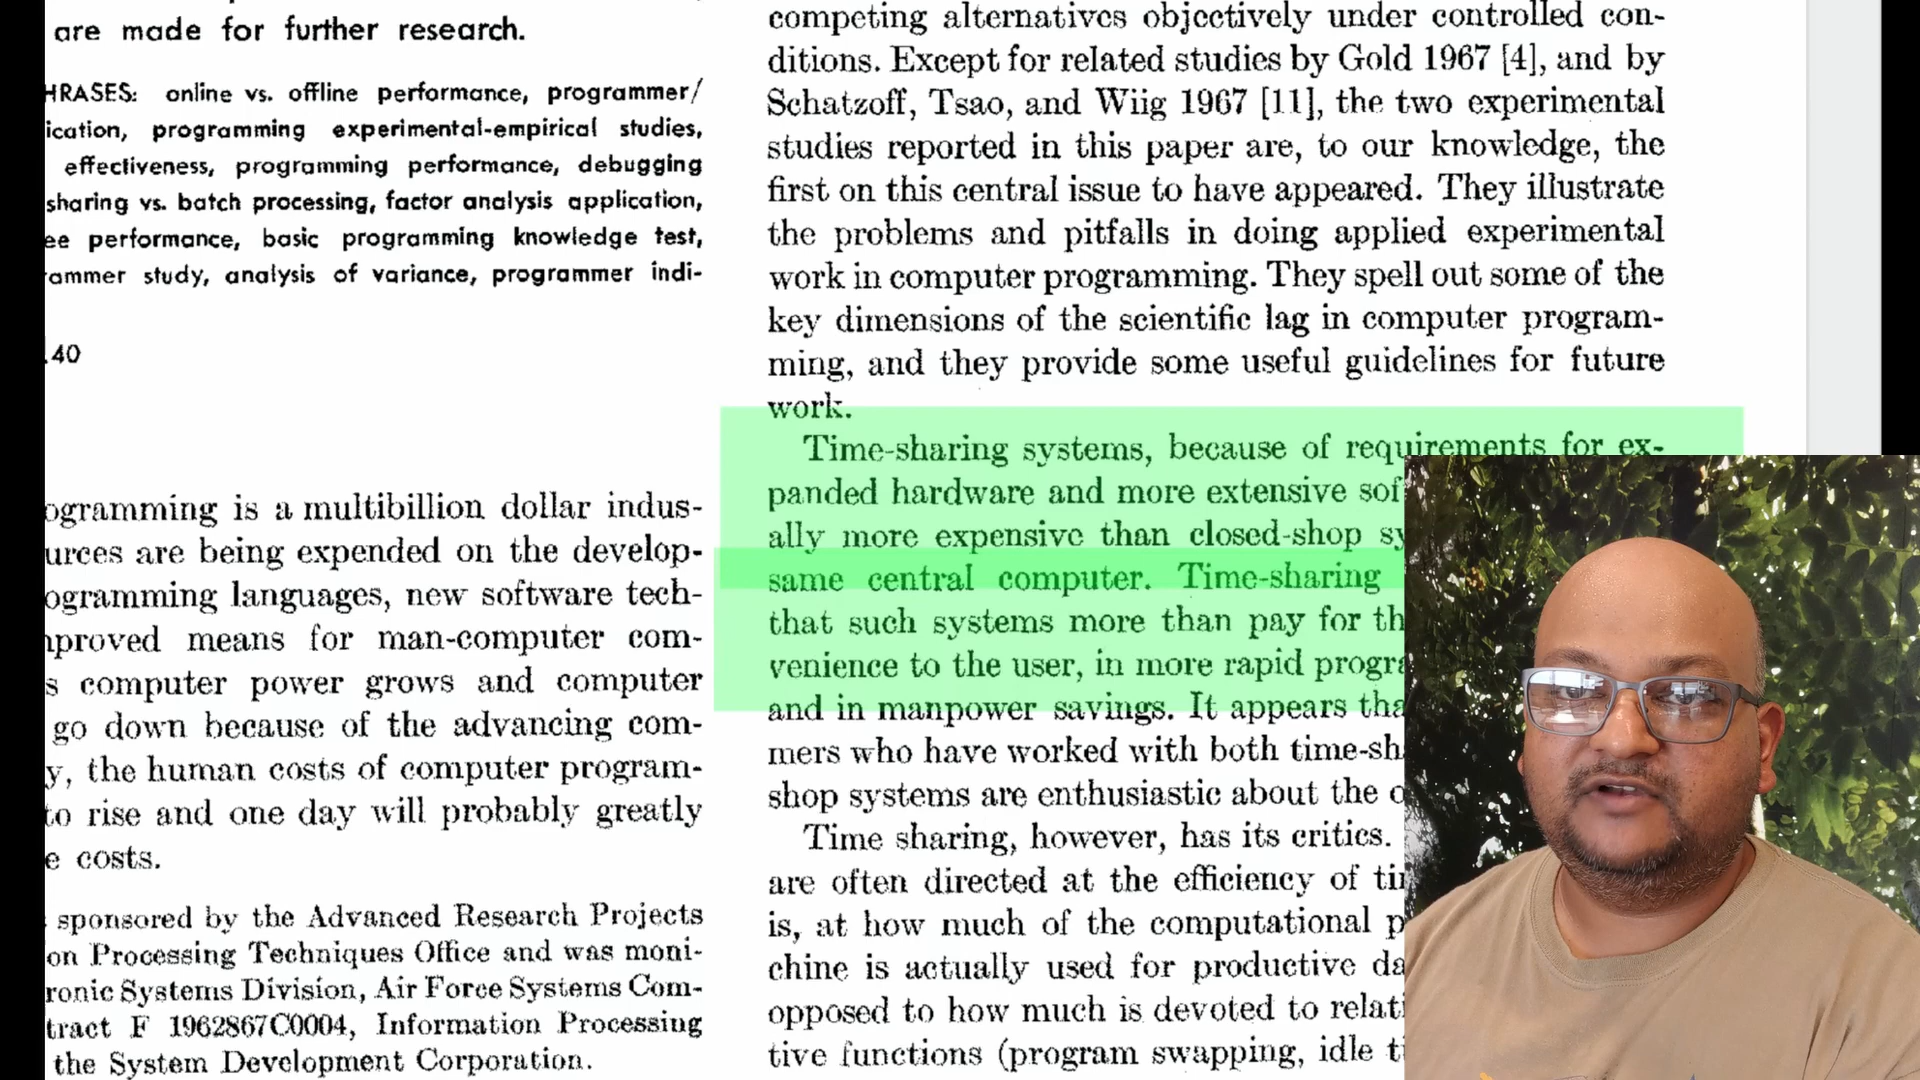 are made for further research.
HRASES: online vs. offline performance, programmer/
ication, programming experimental-empirical studies,
effectiveness, programming performance, debugging
sharing vs. batch processing, factor analysis application,
ee performance, basic programming knowledge test,
ammer study, analysis of variance, programmer indi-
.40
ogramming is a multibillion dollar indus-
urces are being expended on the develop-
ogramming languages, new software tech-
mproved means for man-computer com-
s computer power grows and computer
go down because of the advancing com-
y, the human costs of computer program-
to rise and one day will probably greatly
e costs.
sponsored by the Advanced Research Projects
on Processing Techniques Office and was moni-
ronic Systems Division, Air Force Systems Com-
tract F 1962867C0004, Information Processing
the System Development Corporation.
competing alternatives objectively under controlled con-
ditions. Except for related studies by Gold 1967 [4], and by
Schatzoff, Tsao, and Wiig 1967 [11], the two experimental
studies reported in this paper are, to our knowledge, the
first on this central issue to have appeared. They illustrate
the problems and pitfalls in doing applied experimental
work in computer programming. They spell out some of the
key dimensions of the scientific lag in computer program-
ming, and they provide some useful guidelines for future
work.
Time-sharing systems, because of requirements for ex-
panded hardware and more extensive sof
ally more expensive than closed-shop sy
same central computer. Time-sharing
that such systems more than pay for th
venience to the user, in more rapid progra
and in manpower savings. It appears tha
mers who have worked with both time-sh
shop systems are enthusiastic about the o
Time sharing, however, has its critics.
are often directed at the efficiency of ti
is, at how much of the computational p
chine is actually used for productive da
opposed to how much is devoted to relati
tive functions (program swapping, idle ti